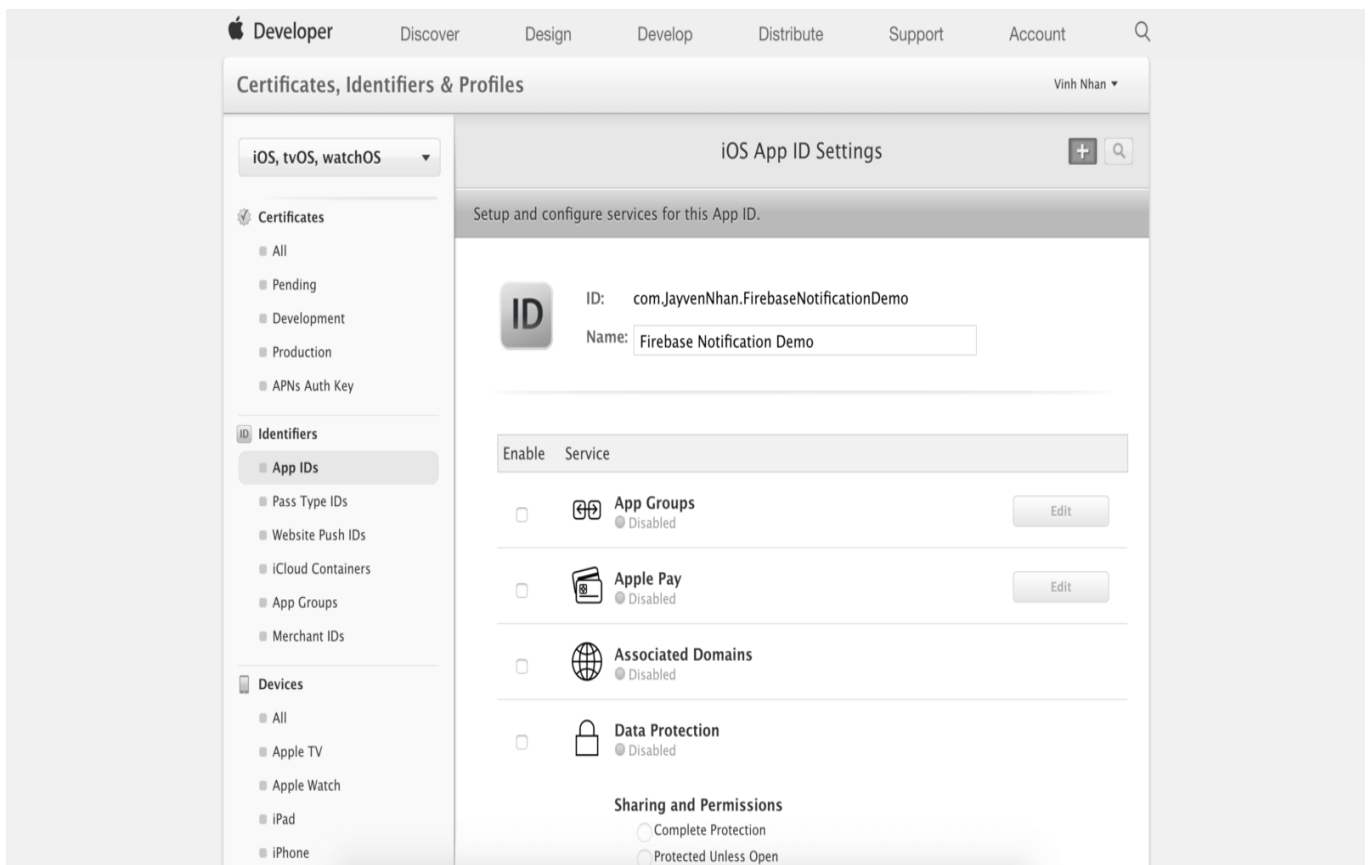 Developer
Discover
Design
Develop
Distribute
Support
Account
Certificates, Identifiers & Profiles
Vinh Nhan
iOS, tvOS, watchOS
Certificates
All
Pending
Development
Production
APNs Auth Key
ID Identifiers
App IDs
Pass Type IDs
Website Push IDs
iCloud Containers
App Groups
Merchant IDs
Devices
All
Apple TV
Apple Watch
iPad
iPhone
iOS App ID Settings
Setup and configure services for this App ID.
ID
ID: com.JayvenNhan.FirebaseNotificationDemo
Name: Firebase Notification Demo
Enable Service
App Groups
Disabled
Edit
Apple Pay
Disabled
Edit
Associated Domains
Disabled
Data Protection
Disabled
Sharing and Permissions
Complete Protection
Protected Unless Open